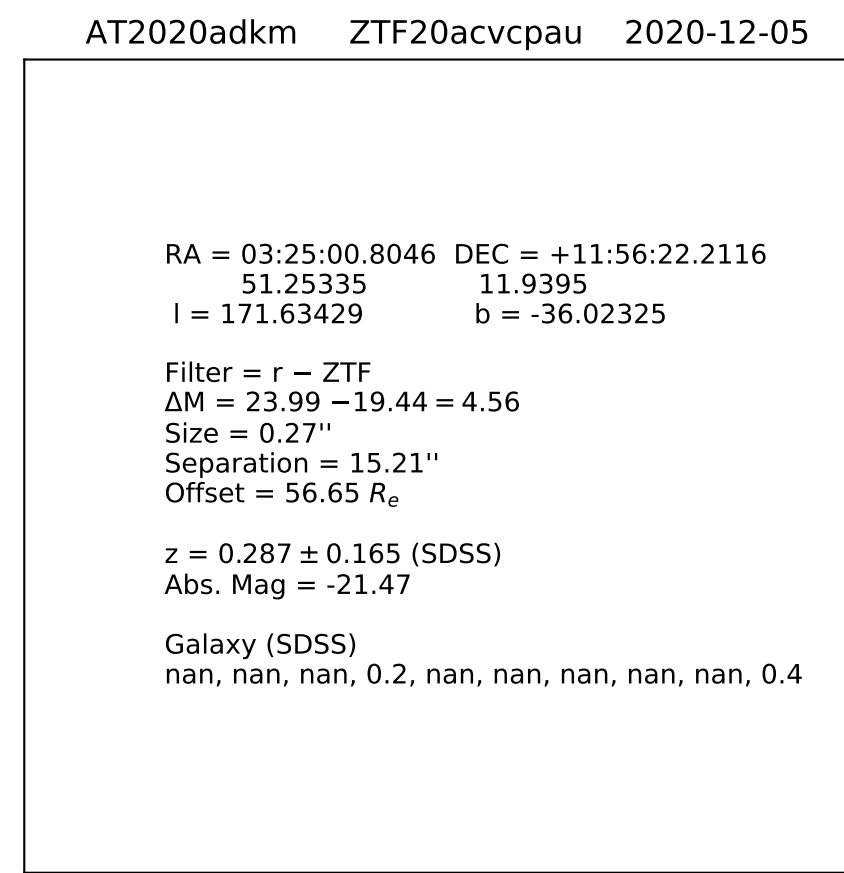 AT2020adkm ZTF20acvcpau 2020-12-05
RA = 03:25:00.8046 DEC = +11:56:22.2116
51.25335 11.9395
l = 171.63429 b = -36.02325
Filter = r − ZTF
ΔM = 23.99 −19.44 = 4.56
Size = 0.27''
Separation = 15.21''
Offset = 56.65 Rₑ
z = 0.287 ± 0.165 (SDSS)
Abs. Mag = -21.47
Galaxy (SDSS)
nan, nan, nan, 0.2, nan, nan, nan, nan, nan, 0.4